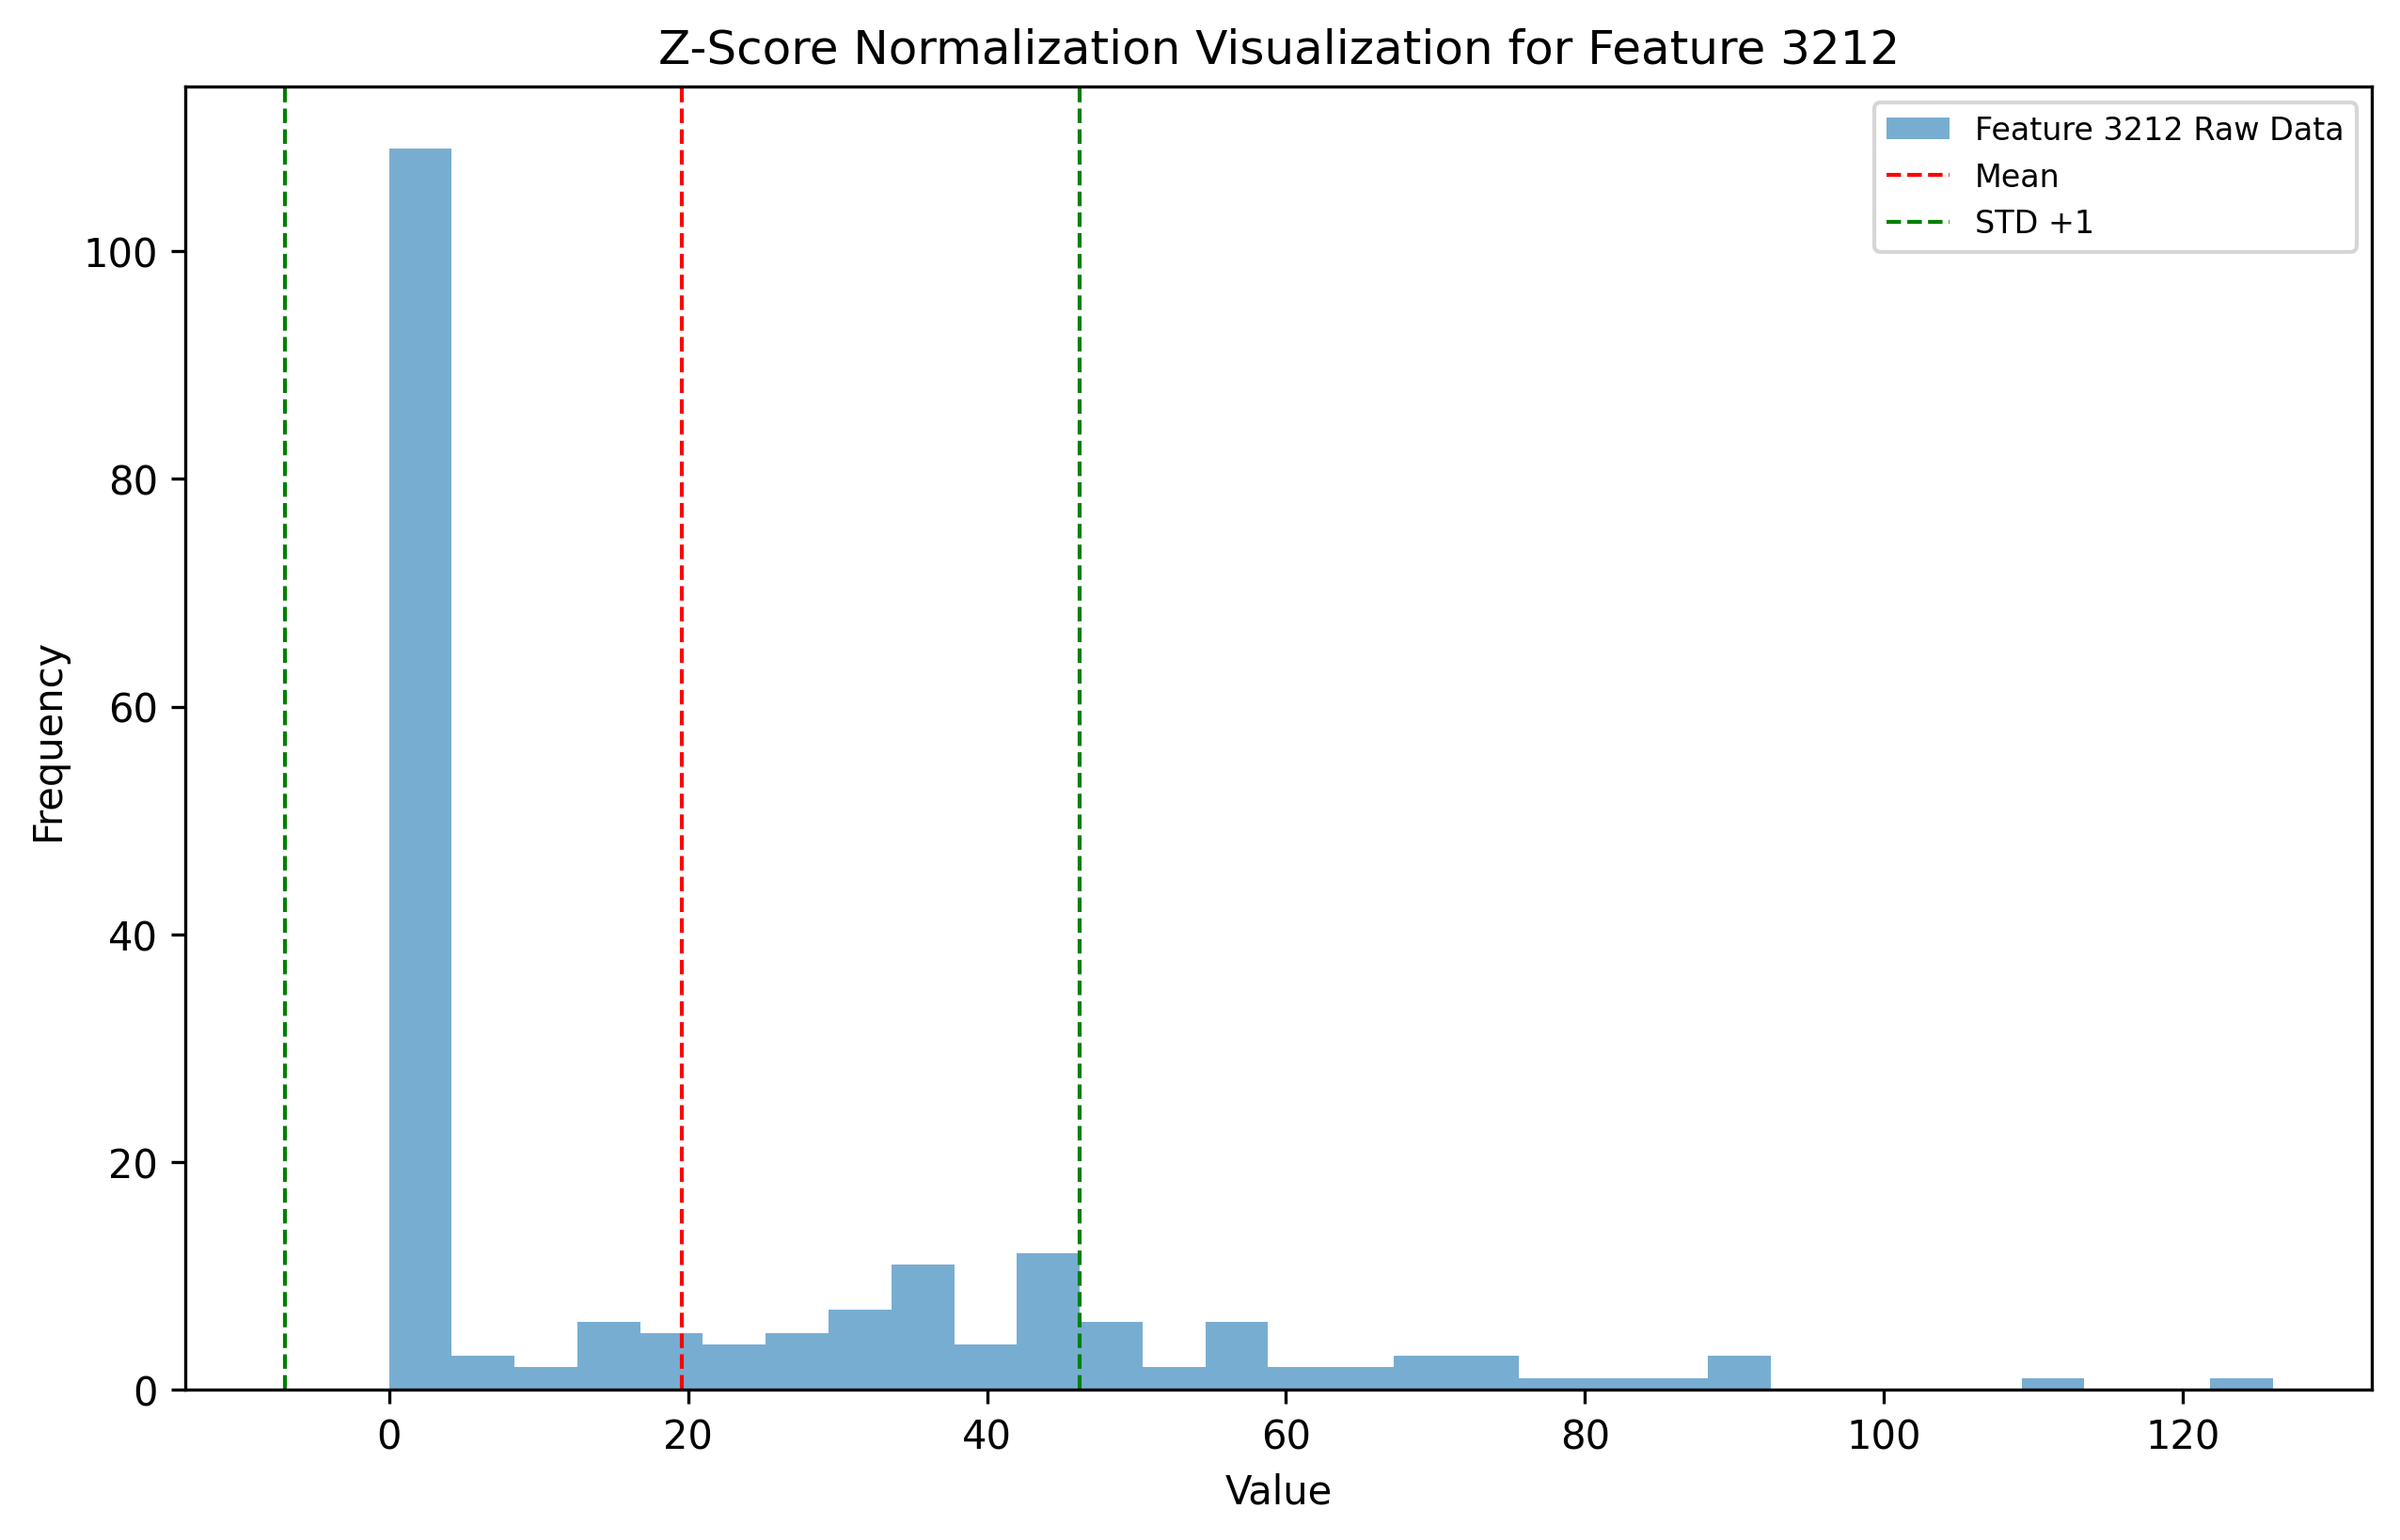 Z-Score Normalization Visualization for Feature 3212
Feature 3212 Raw Data
Mean
STD +1
100
80
60
40
20
0
Frequency
0 20 40 60 80 100 120
Value